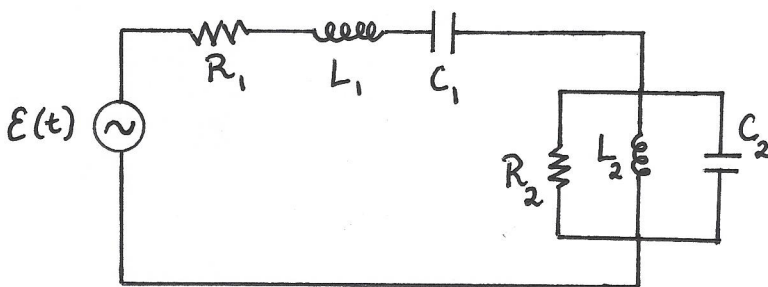 R₁
L₁
C₁
ε(t)
R₂
L₂
C₂